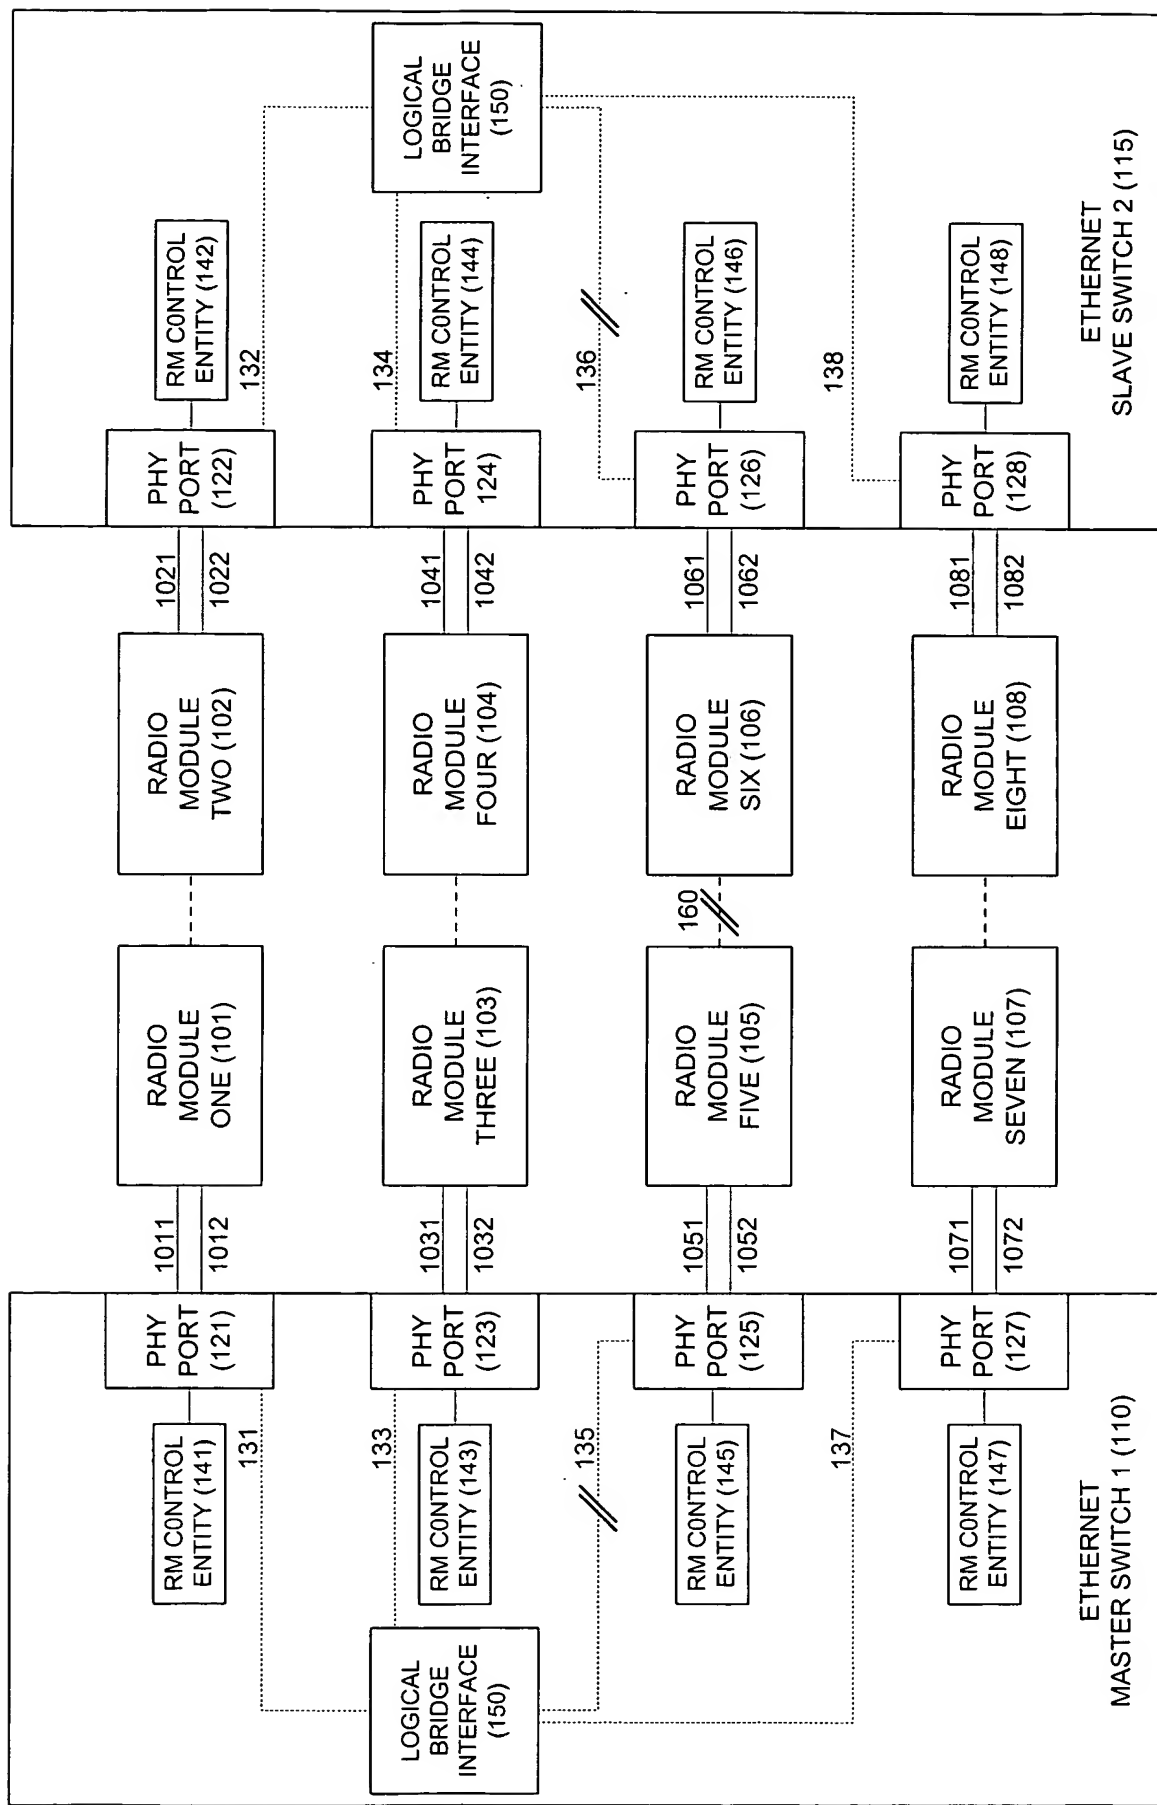 RM C0NTROL
ENTITY (141)
PHY
PORT
(121)
1011
1012
RADIO
MODULE
ONE (101)
RADIO
MODULE
TWO (102)
1021
1022
PHY
PORT
(122)
RM C0NTROL
ENTITY (142)
131
132
LOGICAL
BRIDGE
INTERFACE
(150)
133
RM C0NTROL
ENTITY (143)
PHY
PORT
(123)
1031
1032
RADIO
MODULE
THREE (103)
RADIO
MODULE
FOUR (104)
1041
1042
PHY
PORT
124)
134
RM C0NTROL
ENTITY (144)
LOGICAL
BRIDGE
INTERFACE
(150)
135
136
RM C0NTROL
ENTITY (145)
PHY
PORT
(125)
1051
1052
RADIO
MODULE
FIVE (105)
160
RADIO
MODULE
SIX (106)
1061
1062
PHY
PORT
(126)
RM C0NTROL
ENTITY (146)
137
138
RM C0NTROL
ENTITY (147)
PHY
PORT
(127)
1071
1072
RADIO
MODULE
SEVEN (107)
RADIO
MODULE
EIGHT (108)
1081
1082
PHY
PORT
(128)
RM C0NTROL
ENTITY (148)
ETHERNET
MASTER SWITCH 1 (110)
ETHERNET
SLAVE SWITCH 2 (115)